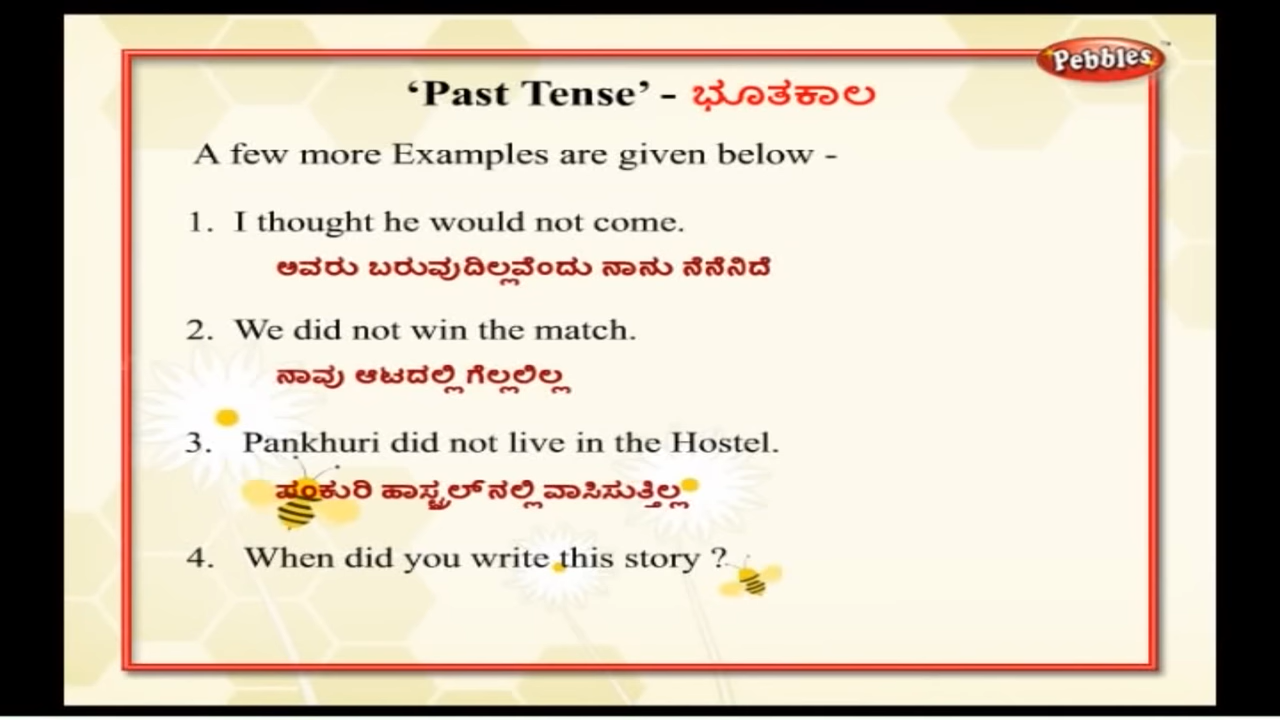 Pebbles™
‘Past Tense’ - ಭೂತಕಾಲ
A few more Examples are given below -
1. I thought he would not come.
ಅವರು ಬರುವುದಿಲ್ಲವೆಂದು ನಾನು ನೆನೆನಿದೆ
2. We did not win the match.
ನಾವು ಆಟದಲ್ಲಿ ಗೆಲ್ಲಲಿಲ್ಲ
3. Pankhuri did not live in the Hostel.
ಪಂಕುರಿ ಹಾಸ್ಟಲ್ ನಲ್ಲಿ ವಾಸಿಸುತ್ತಿಲ್ಲ
4. When did you write this story ?